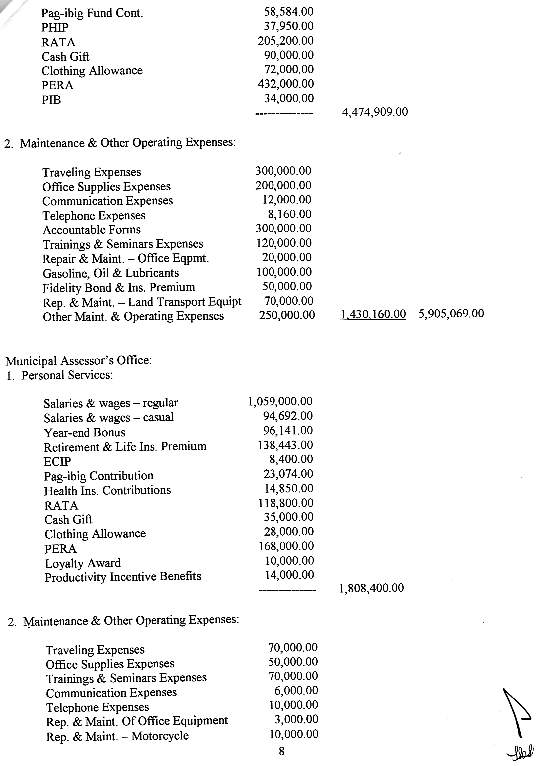 Pag-ibig Fund Cont. 58,584.00
PHIP 37,950.00
RATA 205,200.00
Cash Gift 90,000.00
Clothing Allowance 72,000.00
PERA 432,000.00
PIB 34,000.00
------------- 4,474,909.00
2. Maintenance & Other Operating Expenses:
Traveling Expenses 300,000.00
Office Supplies Expenses 200,000.00
Communication Expenses 12,000.00
Telephone Expenses 8,160.00
Accountable Forms 300,000.00
Trainings & Seminars Expenses 120,000.00
Repair & Maint. – Office Eqpmt. 20,000.00
Gasoline, Oil & Lubricants 100,000.00
Fidelity Bond & Ins. Premium 50,000.00
Rep. & Maint. – Land Transport Equipt 70,000.00
Other Maint. & Operating Expenses 250,000.00 1,430,160.00 5,905,069.00
Municipal Assessor's Office:
1. Personal Services:
Salaries & wages – regular 1,059,000.00
Salaries & wages – casual 94,692.00
Year-end Bonus 96,141.00
Retirement & Life Ins. Premium 138,443.00
ECIP 8,400.00
Pag-ibig Contribution 23,074.00
Health Ins. Contributions 14,850.00
RATA 118,800.00
Cash Gift 35,000.00
Clothing Allowance 28,000.00
PERA 168,000.00
Loyalty Award 10,000.00
Productivity Incentive Benefits 14,000.00
------------- 1,808,400.00
2. Maintenance & Other Operating Expenses:
Traveling Expenses 70,000.00
Office Supplies Expenses 50,000.00
Trainings & Seminars Expenses 70,000.00
Communication Expenses 6,000.00
Telephone Expenses 10,000.00
Rep. & Maint. Of Office Equipment 3,000.00
Rep. & Maint. – Motorcycle 10,000.00
8